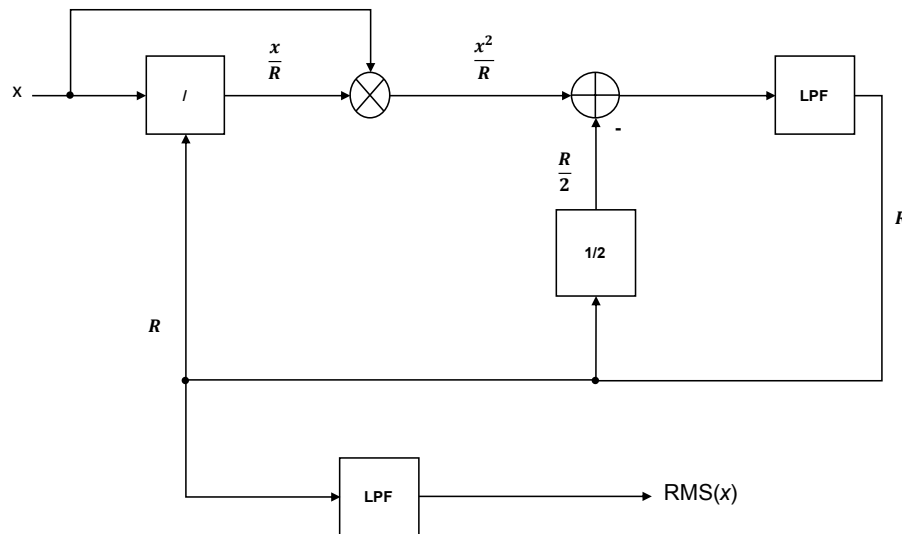 x
/
x/R
x²/R
LPF
-
R/2
1/2
R
R
LPF
RMS(x)